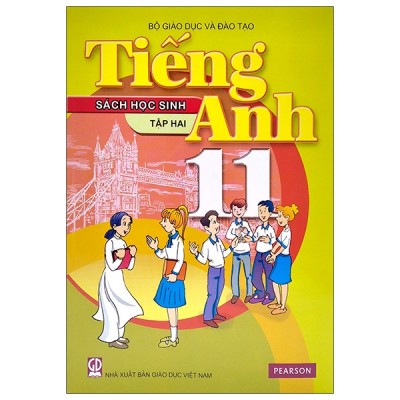 BỘ GIÁO DỤC VÀ ĐÀO TẠO
Tiếng
SÁCH HỌC SINH
TẬP HAI
Anh
11
GD
NHÀ XUẤT BẢN GIÁO DỤC VIỆT NAM
PEARSON